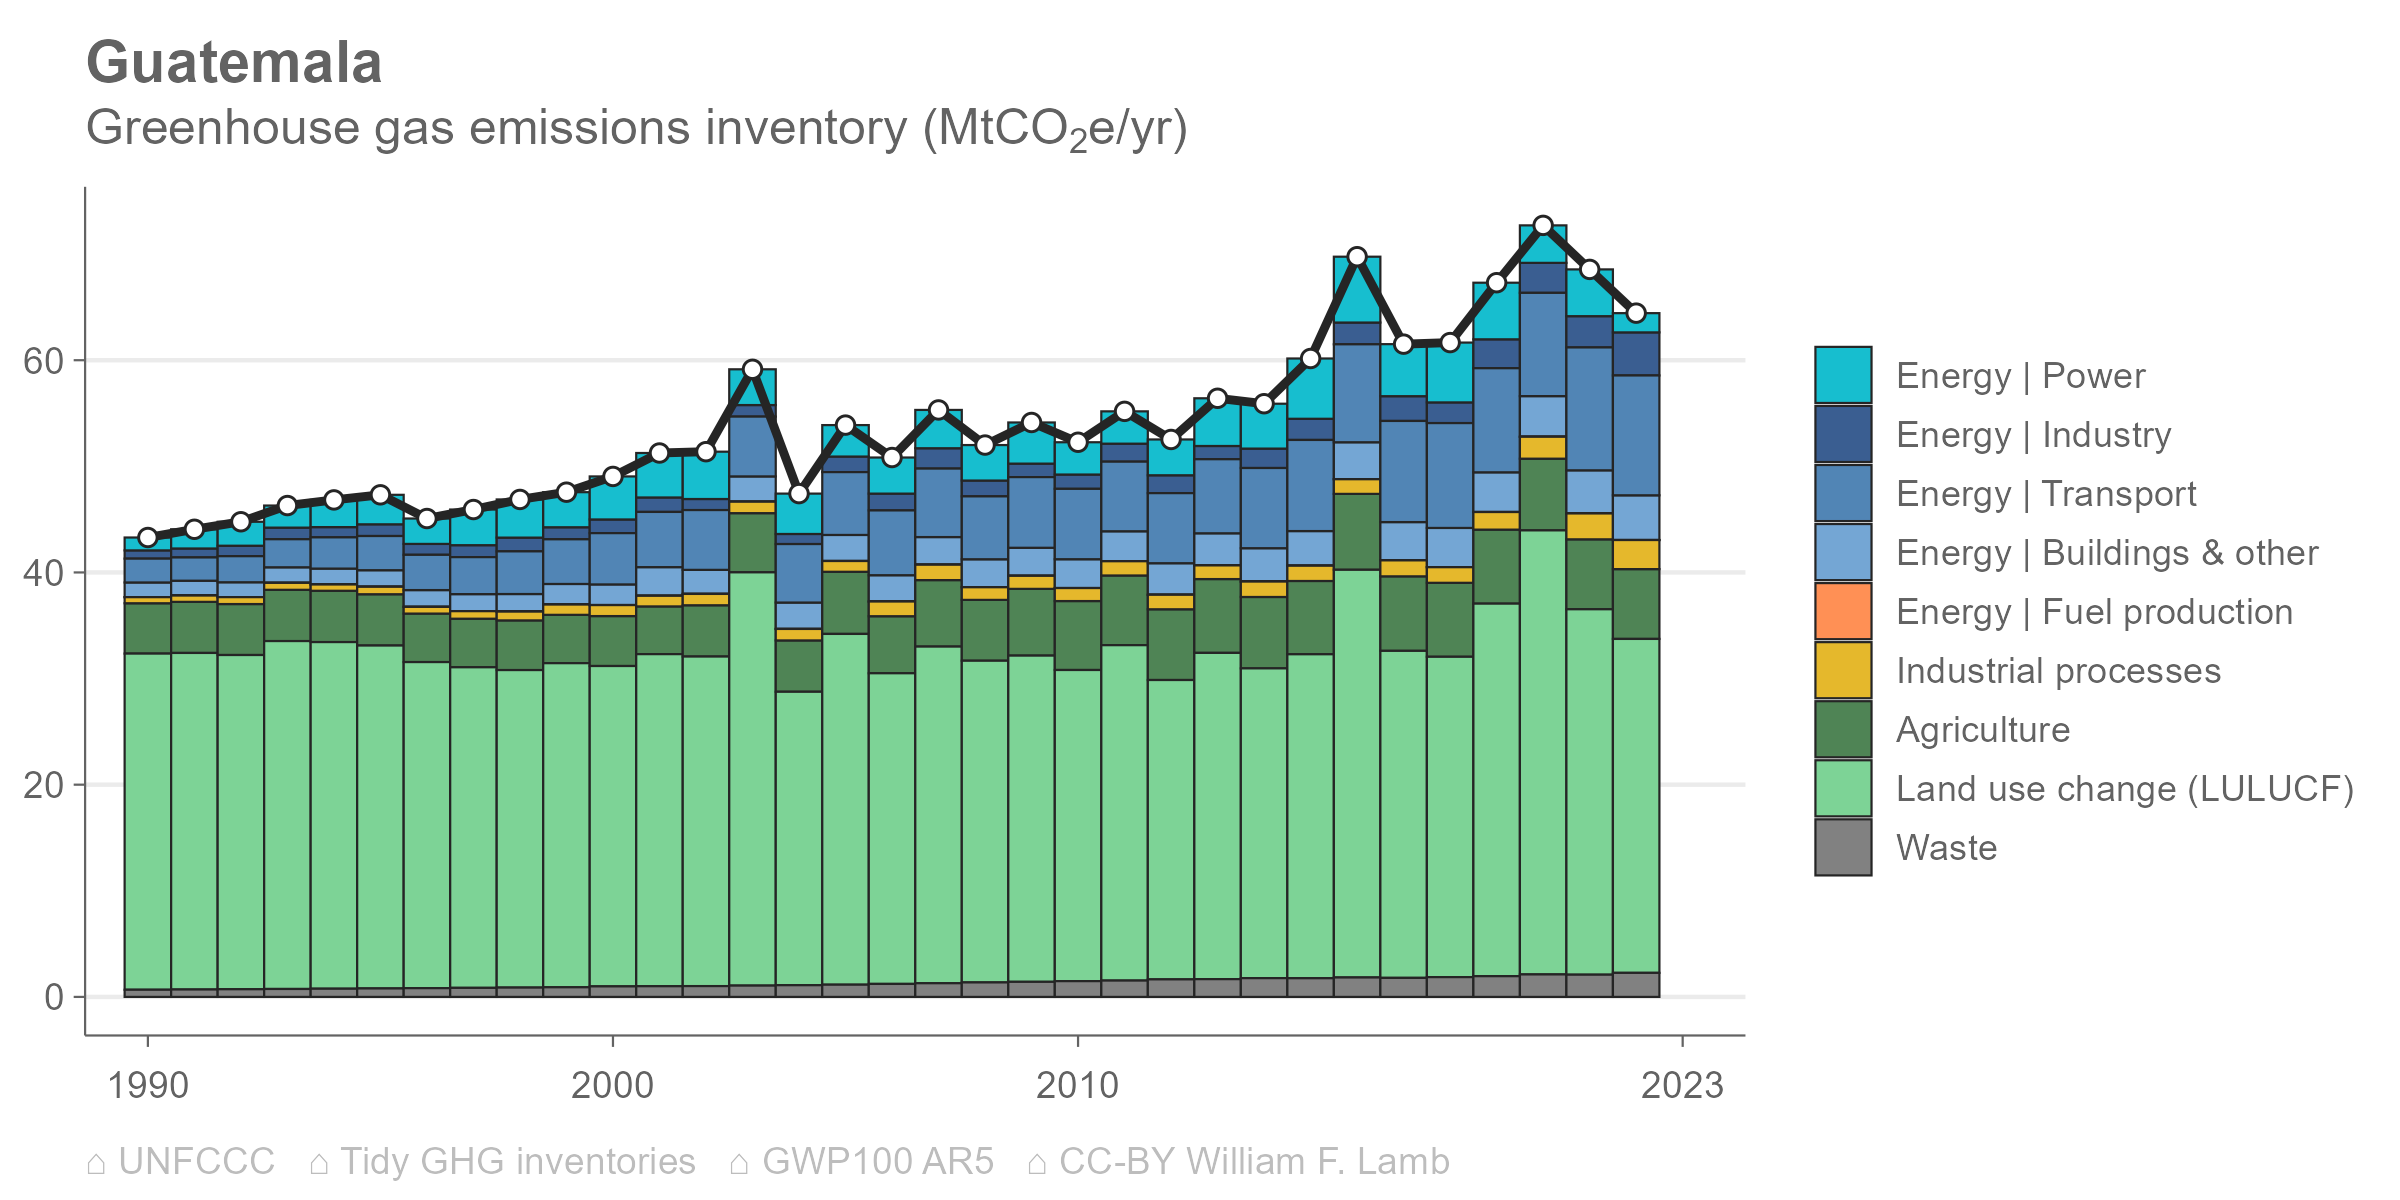 Guatemala
Greenhouse gas emissions inventory (MtCO₂e/yr)
60
40
20
0
1990 2000 2010 2023
Energy | Power
Energy | Industry
Energy | Transport
Energy | Buildings & other
Energy | Fuel production
Industrial processes
Agriculture
Land use change (LULUCF)
Waste
⌂ UNFCCC ⌂ Tidy GHG inventories ⌂ GWP100 AR5 ⌂ CC-BY William F. Lamb